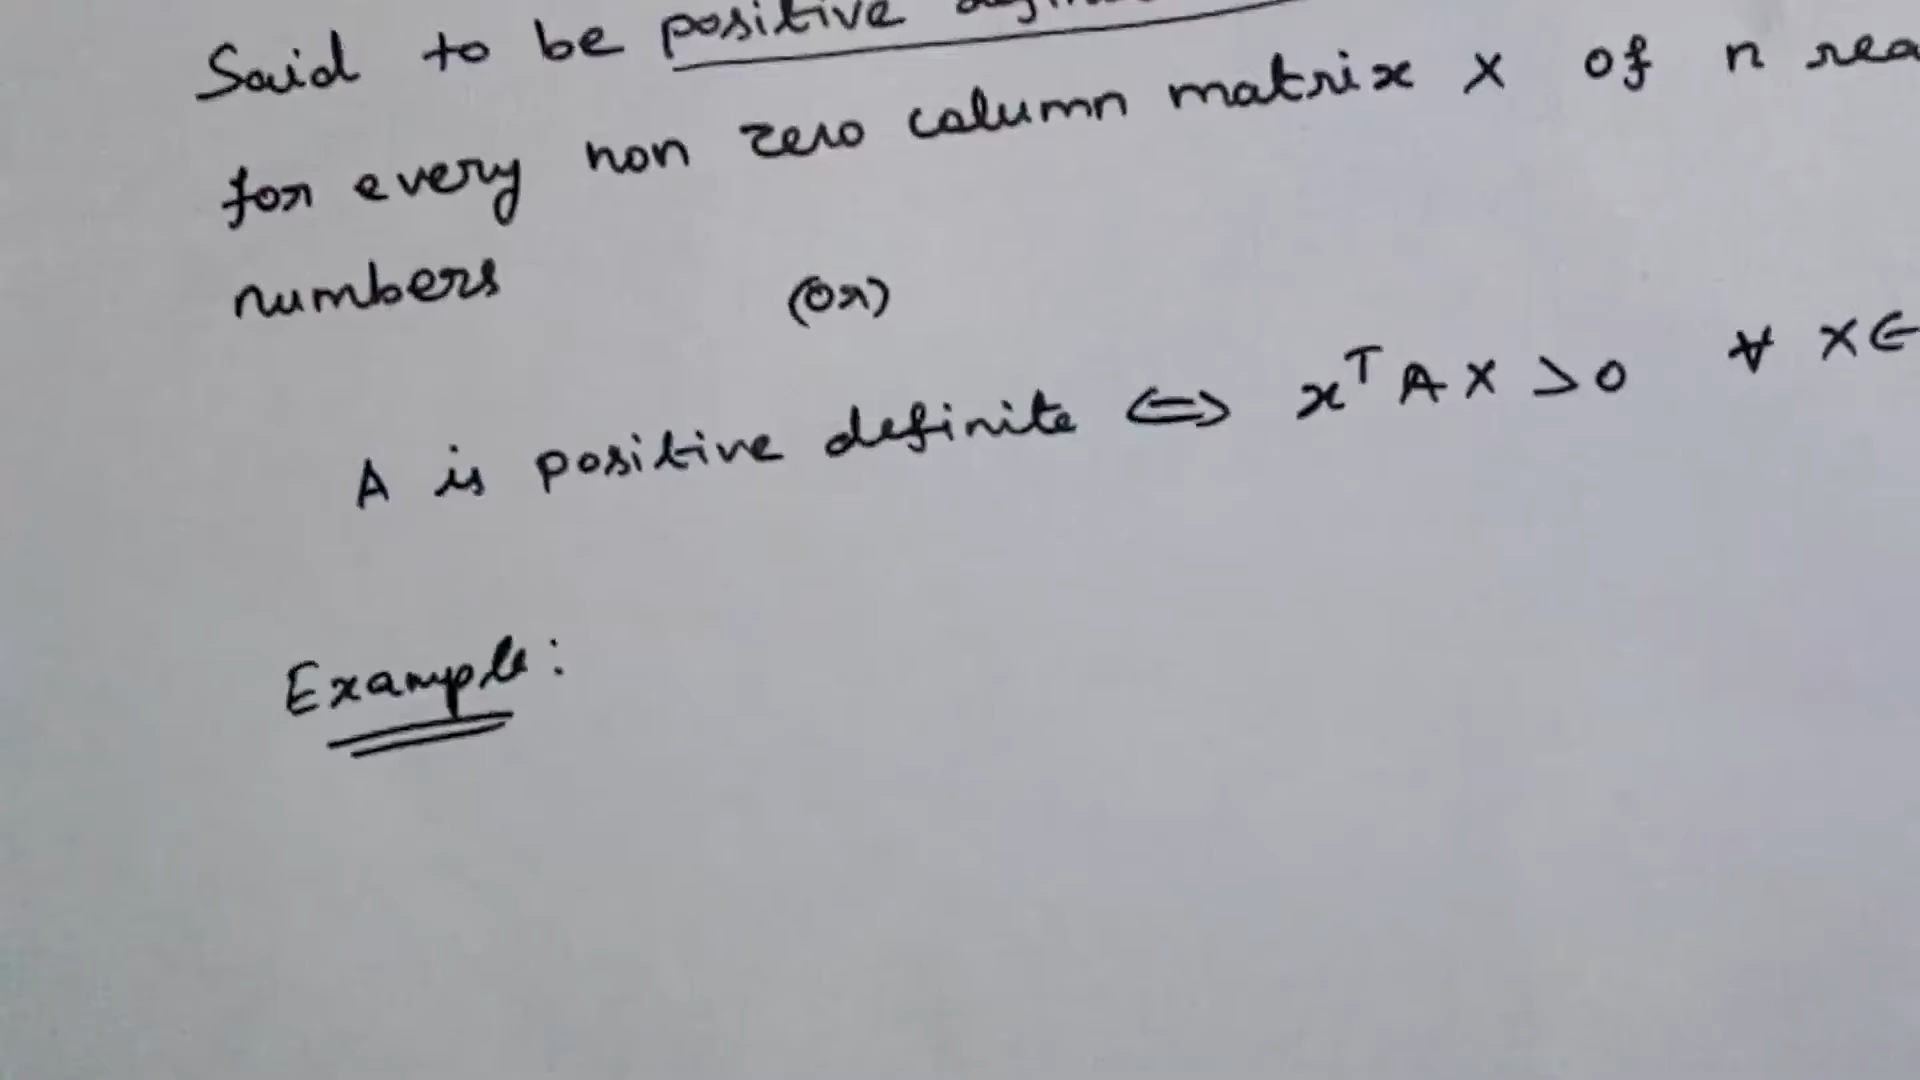 Said to be positive
for every non zero column matrix X of n
numbers
(or)
A is positive definite ⇔ x^T A X > 0 ∀ X ∈
Example: